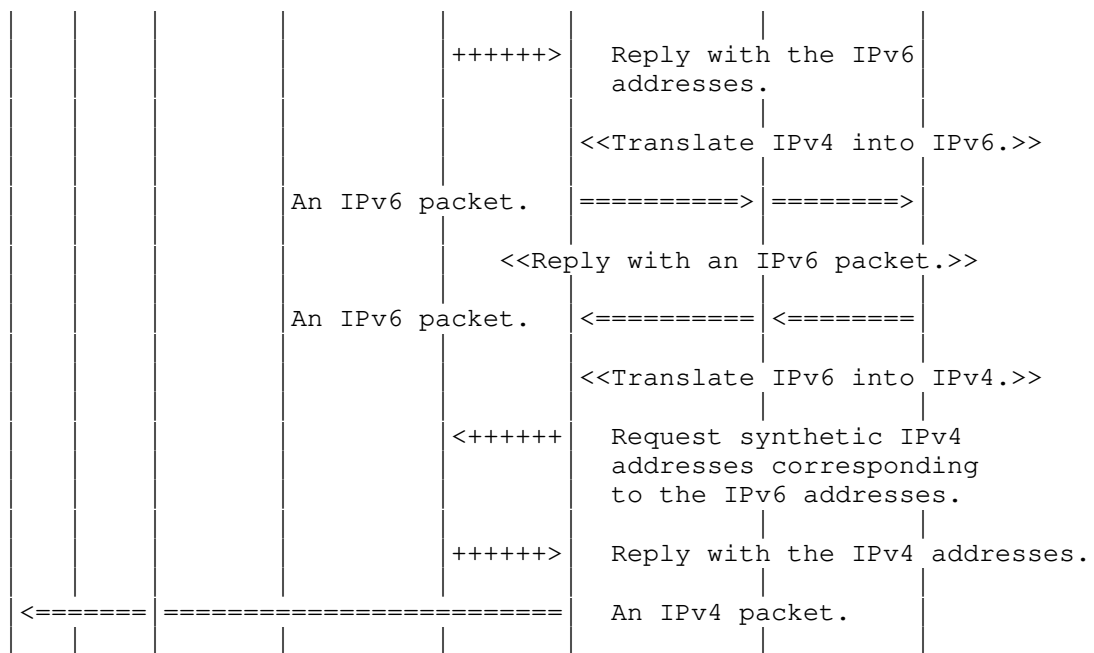 ++++++> Reply with the IPv6
addresses.
<<Translate IPv4 into IPv6.>>
An IPv6 packet. ==========> ========>
<<Reply with an IPv6 packet.>>
An IPv6 packet. <========== <========
<<Translate IPv6 into IPv4.>>
<++++++ Request synthetic IPv4
addresses corresponding
to the IPv6 addresses.
++++++> Reply with the IPv4 addresses.
<======= ========================= An IPv4 packet.